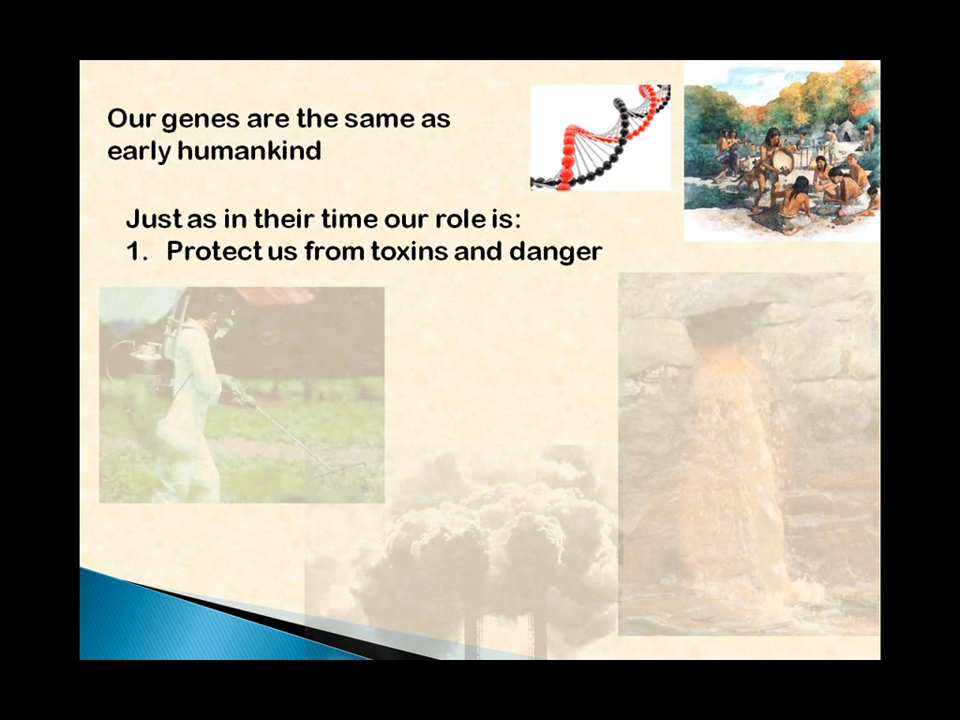 Our genes are the same as
early humankind
Just as in their time our role is:
1. Protect us from toxins and danger